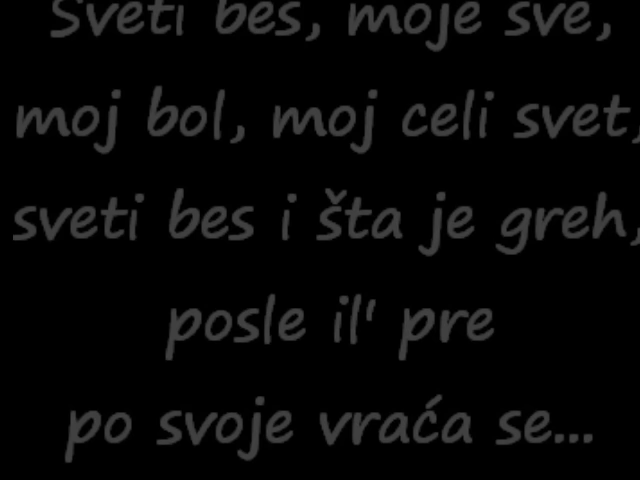 Sveti bes, moje sve,
moj bol, moj celi svet,
sveti bes i šta je greh,
posle il' pre
po svoje vraća se...